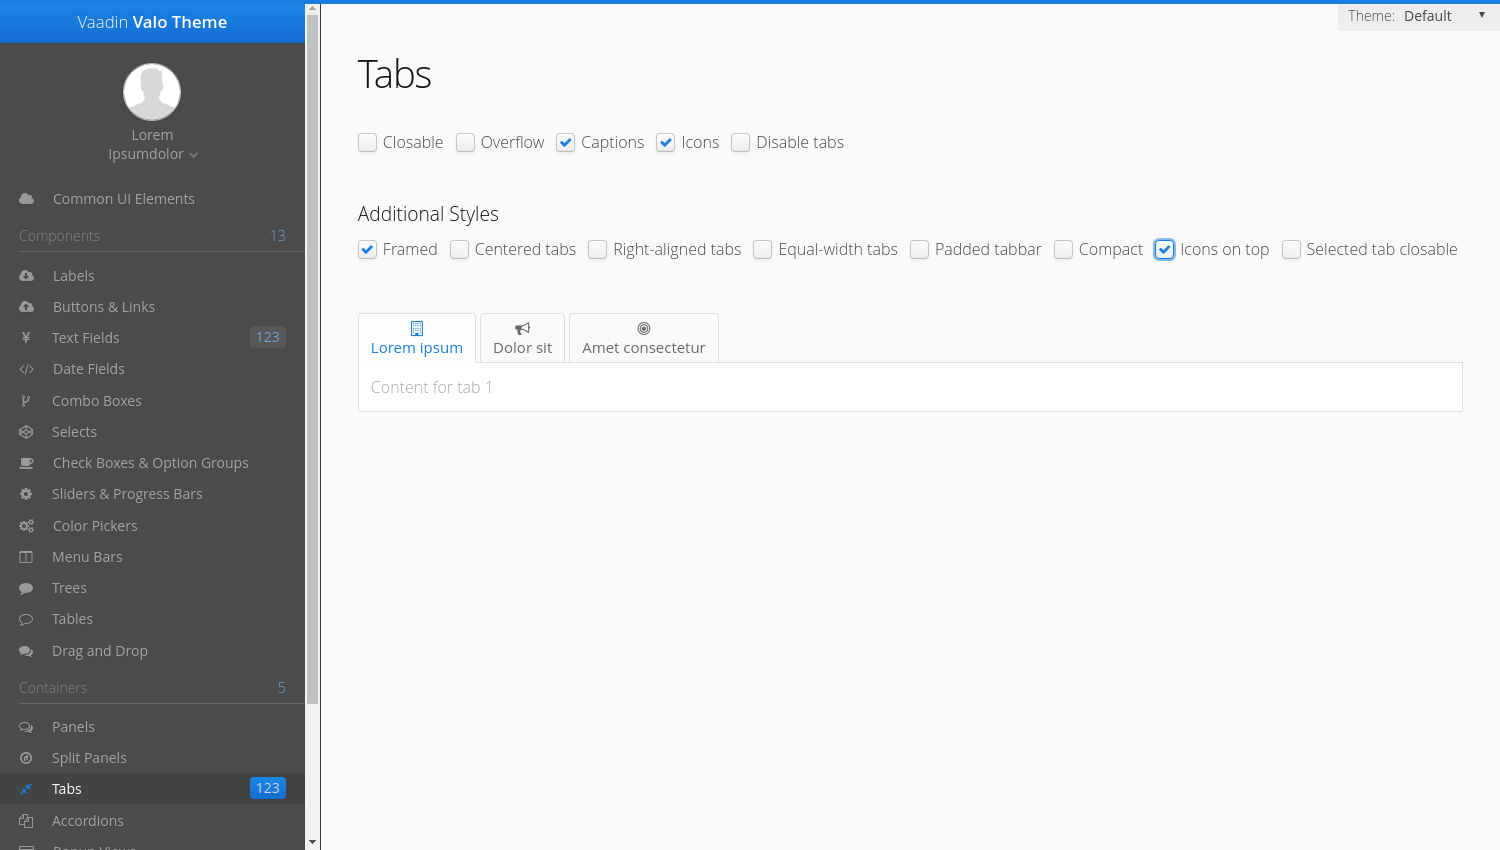 Vaadin Valo Theme
Lorem
Ipsumdolor
Common UI Elements
Components 13
Labels
Buttons & Links
Text Fields 123
Date Fields
Combo Boxes
Selects
Check Boxes & Option Groups
Sliders & Progress Bars
Color Pickers
Menu Bars
Trees
Tables
Drag and Drop
Containers 5
Panels
Split Panels
Tabs 123
Accordions
Popup Views
Theme: Default
Tabs
Closable Overflow Captions Icons Disable tabs
Additional Styles
Framed Centered tabs Right-aligned tabs Equal-width tabs Padded tabbar Compact Icons on top Selected tab closable
Lorem ipsum Dolor sit Amet consectetur
Content for tab 1